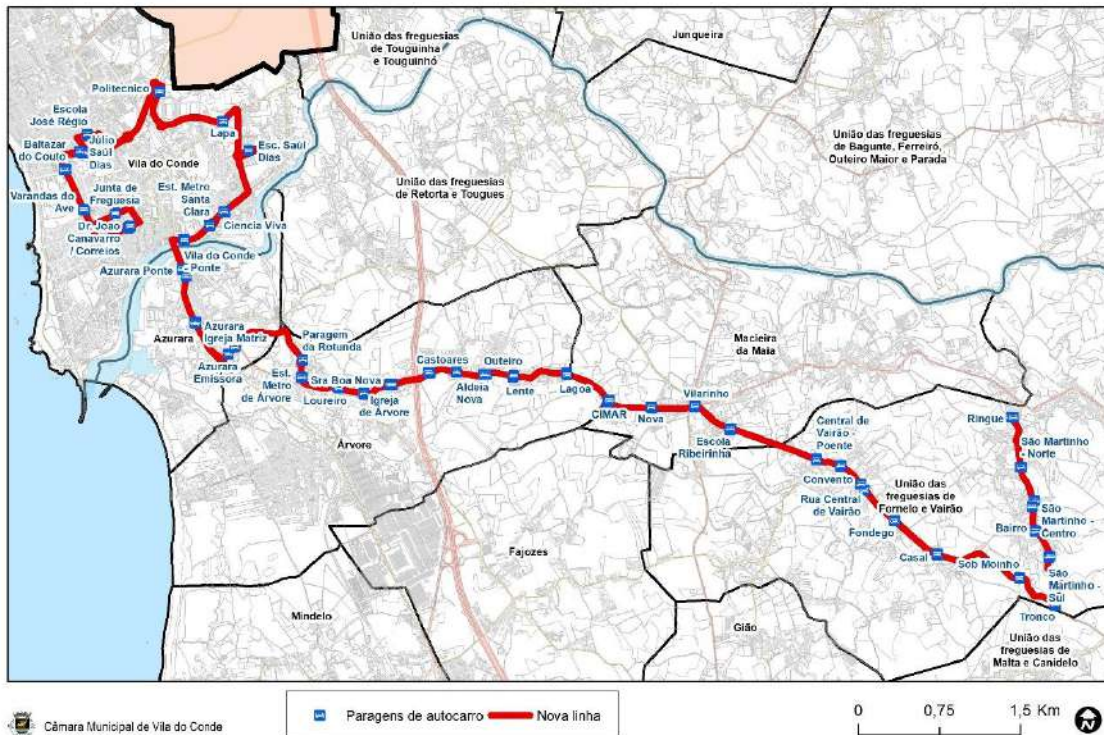 União das freguesias
de Touguinha
e Touguinhó
Junqueira
Politecnico
Escola
José Régio
Baltazar
do Couto
Júlio
Saúl
Dias
Lapa
Esc. Saúl
Dias
Vila do Conde
União das freguesias
de Bagunte, Ferreiró,
Outeiro Maior e Parada
União das freguesias
de Retorta e Tougues
Varandas do
Ave
Junta de
Freguesia
Est. Metro
Santa
Clara
Dr. João
Canavarro
/ Correios
Ciencia Viva
Vila do Conde
- Ponte
Azurara Ponte
Azurara
Azurara
Igreja Matriz
Azurara
Emissora
Paragem
da Rotunda
Est.
Metro
de Árvore
Sra Boa Nova
Loureiro
Igreja
de Árvore
Castoares
Aldeia
Nova
Outeiro
Lente
Lagoa
CIMAR
Nova
Macieira
da Maia
Vilarinho
Escola
Ribeirinha
Central de
Vairão -
Poente
Convento
Rua Central
de Vairão
União das
freguesias de
Fornelo e Vairão
Fondego
Casal
Sob Moinho
Ringue
São Martinho
- Norte
São
Martinho -
Centro
Bairro
São
Martinho -
Sul
Tronco
Árvore
Fajozes
Mindelo
Gião
União das
freguesias de
Malta e Canidelo
Câmara Municipal de Vila do Conde
Paragens de autocarro
Nova linha
0 0,75 1,5 Km
N